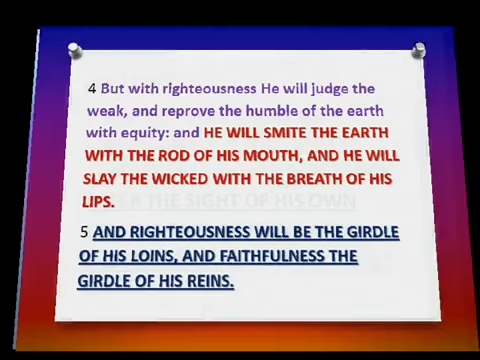 4 But with righteousness He will judge the
weak, and reprove the humble of the earth
with equity: and HE WILL SMITE THE EARTH
WITH THE ROD OF HIS MOUTH, AND HE WILL
SLAY THE WICKED WITH THE BREATH OF HIS
LIPS.
THE SIGHT OF HIS OWN
5 AND RIGHTEOUSNESS WILL BE THE GIRDLE
OF HIS LOINS, AND FAITHFULNESS THE
GIRDLE OF HIS REINS.